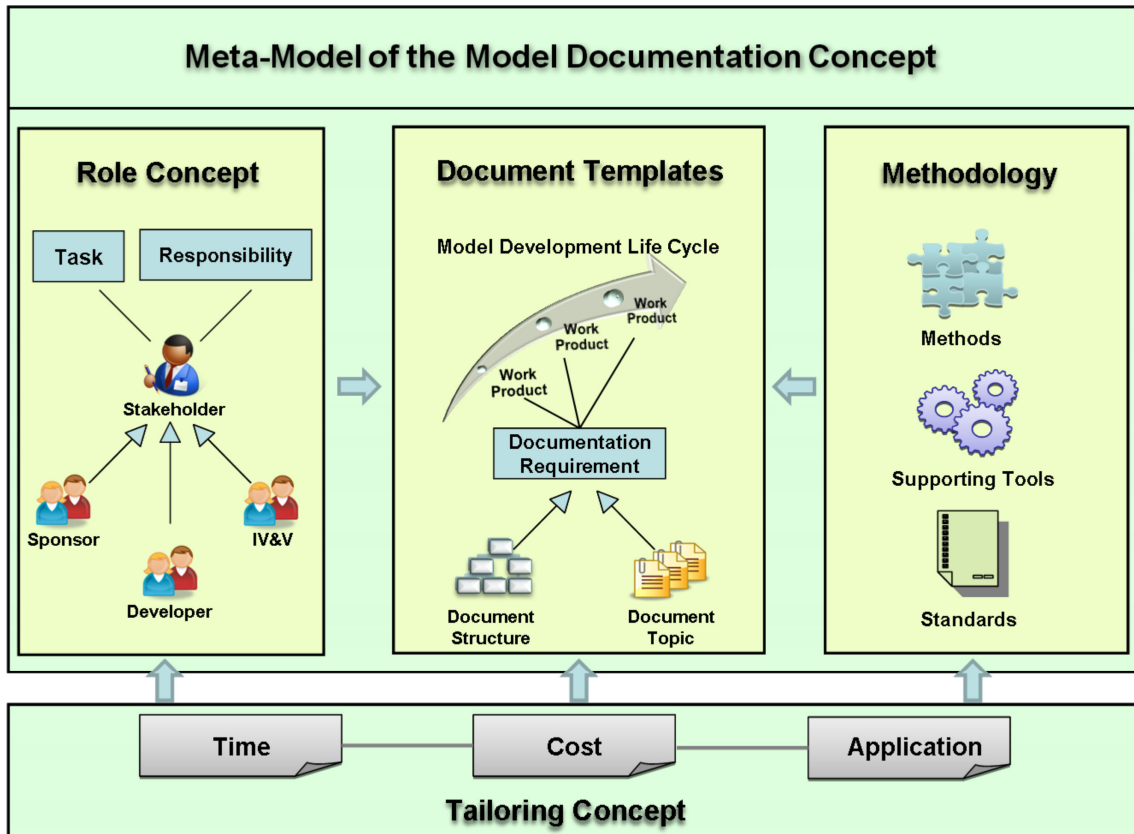 Meta-Model of the Model Documentation Concept
Role Concept
Task
Responsibility
Stakeholder
Sponsor
IV&V
Developer
Document Templates
Model Development Life Cycle
Work
Product
Work
Product
Work
Product
Documentation
Requirement
Document
Structure
Document
Topic
Methodology
Methods
Supporting Tools
Standards
Time
Cost
Application
Tailoring Concept